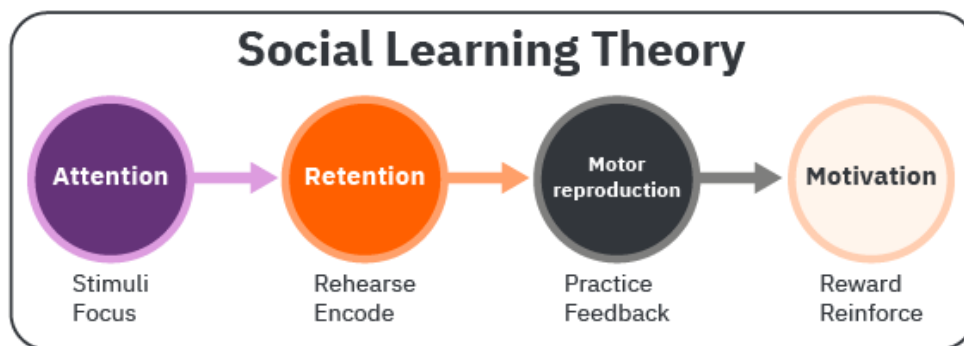 Social Learning Theory
Attention
Retention
Motor
reproduction
Motivation
Stimuli
Focus
Rehearse
Encode
Practice
Feedback
Reward
Reinforce